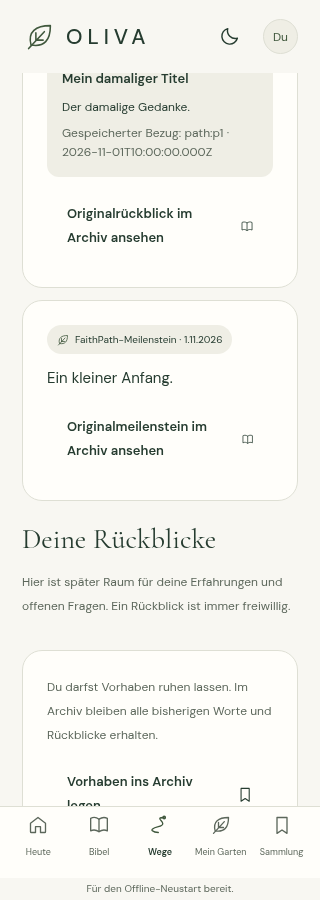 OLIVA
Du
Mein damaliger Titel
Der damalige Gedanke.
Gespeicherter Bezug: path:p1 ·
2026-11-01T10:00:00.000Z
Originalrückblick im
Archiv ansehen
FaithPath-Meilenstein · 1.11.2026
Ein kleiner Anfang.
Originalmeilenstein im
Archiv ansehen
Deine Rückblicke
Hier ist später Raum für deine Erfahrungen und
offenen Fragen. Ein Rückblick ist immer freiwillig.
Du darfst Vorhaben ruhen lassen. Im
Archiv bleiben alle bisherigen Worte und
Rückblicke erhalten.
Vorhaben ins Archiv
legen
Heute
Bibel
Wege
Mein Garten
Sammlung
Für den Offline-Neustart bereit.